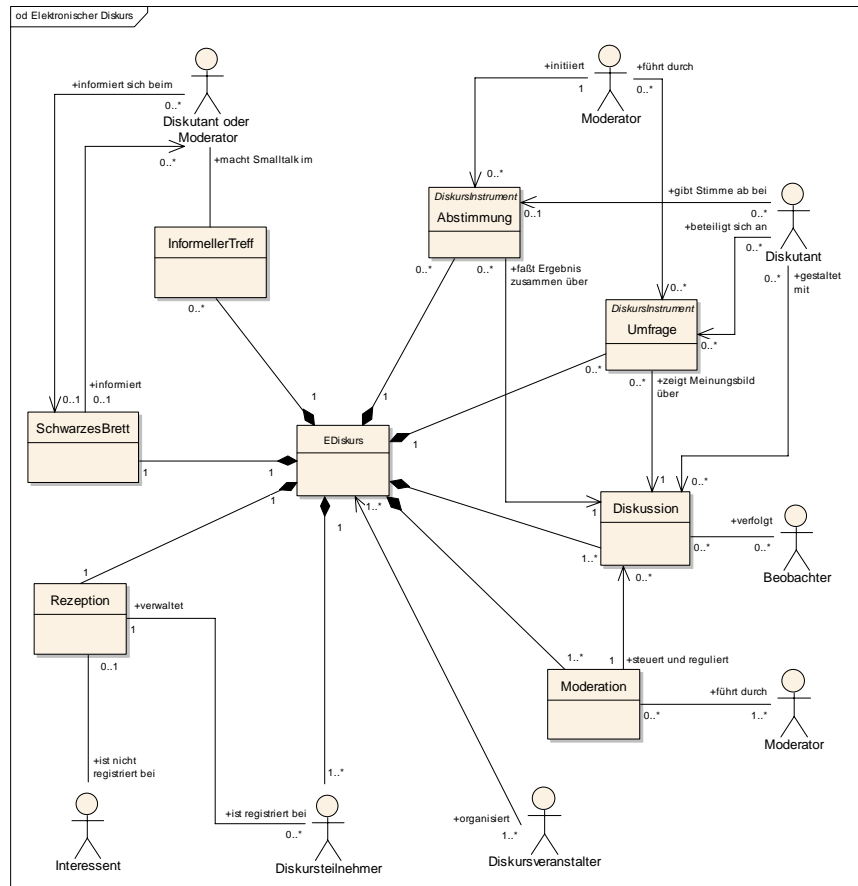 od Elektronischer Diskurs
+informiert sich beim
0..*
Diskutant oder
Moderator
0..*
+macht Smalltalk im
InformellerTreff
0..*
+initiiert
1
+führt durch
0..*
Moderator
0..*
DiskursInstrument
Abstimmung
0..1
0..*
0..*
+faßt Ergebnis
zusammen über
+gibt Stimme ab bei
0..*
+beteiligt sich an
0..*
Diskutant
0..*
+gestaltet
mit
0..*
DiskursInstrument
Umfrage
0..*
0..*
0..*
+zeigt Meinungsbild
über
+informiert
0..1
0..1
SchwarzesBrett
1
1
1
1
EDiskurs
1
1
1
1..*
1
1
0..*
Diskussion
1..*
0..*
0..*
+verfolgt
0..*
Beobachter
1
Rezeption
+verwaltet
1
0..1
1..*
1
+steuert und reguliert
Moderation
0..*
+führt durch
1..*
Moderator
+ist nicht
registriert bei
Interessent
1..*
+ist registriert bei
0..*
Diskursteilnehmer
+organisiert
1..*
Diskursveranstalter